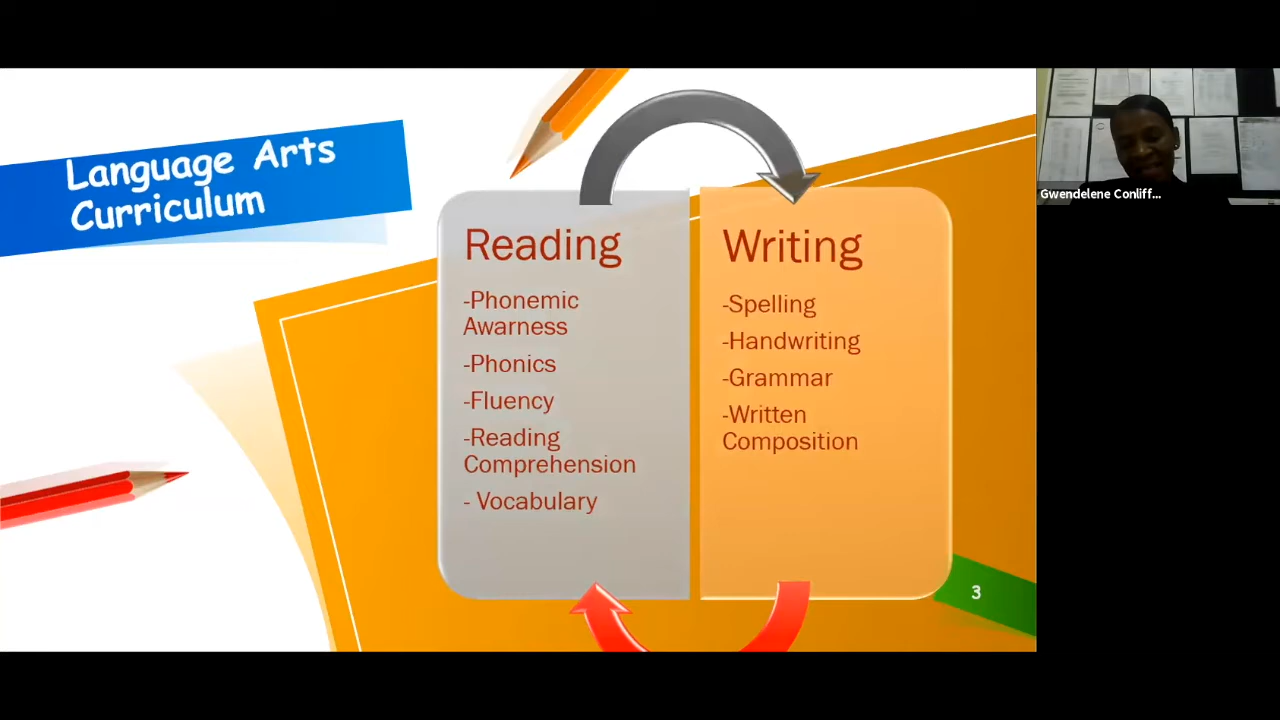 Language Arts
Curriculum
Reading
-Phonemic
Awarness
-Phonics
-Fluency
-Reading
Comprehension
- Vocabulary
Writing
-Spelling
-Handwriting
-Grammar
-Written
Composition
3
Gwendelene Conliff...